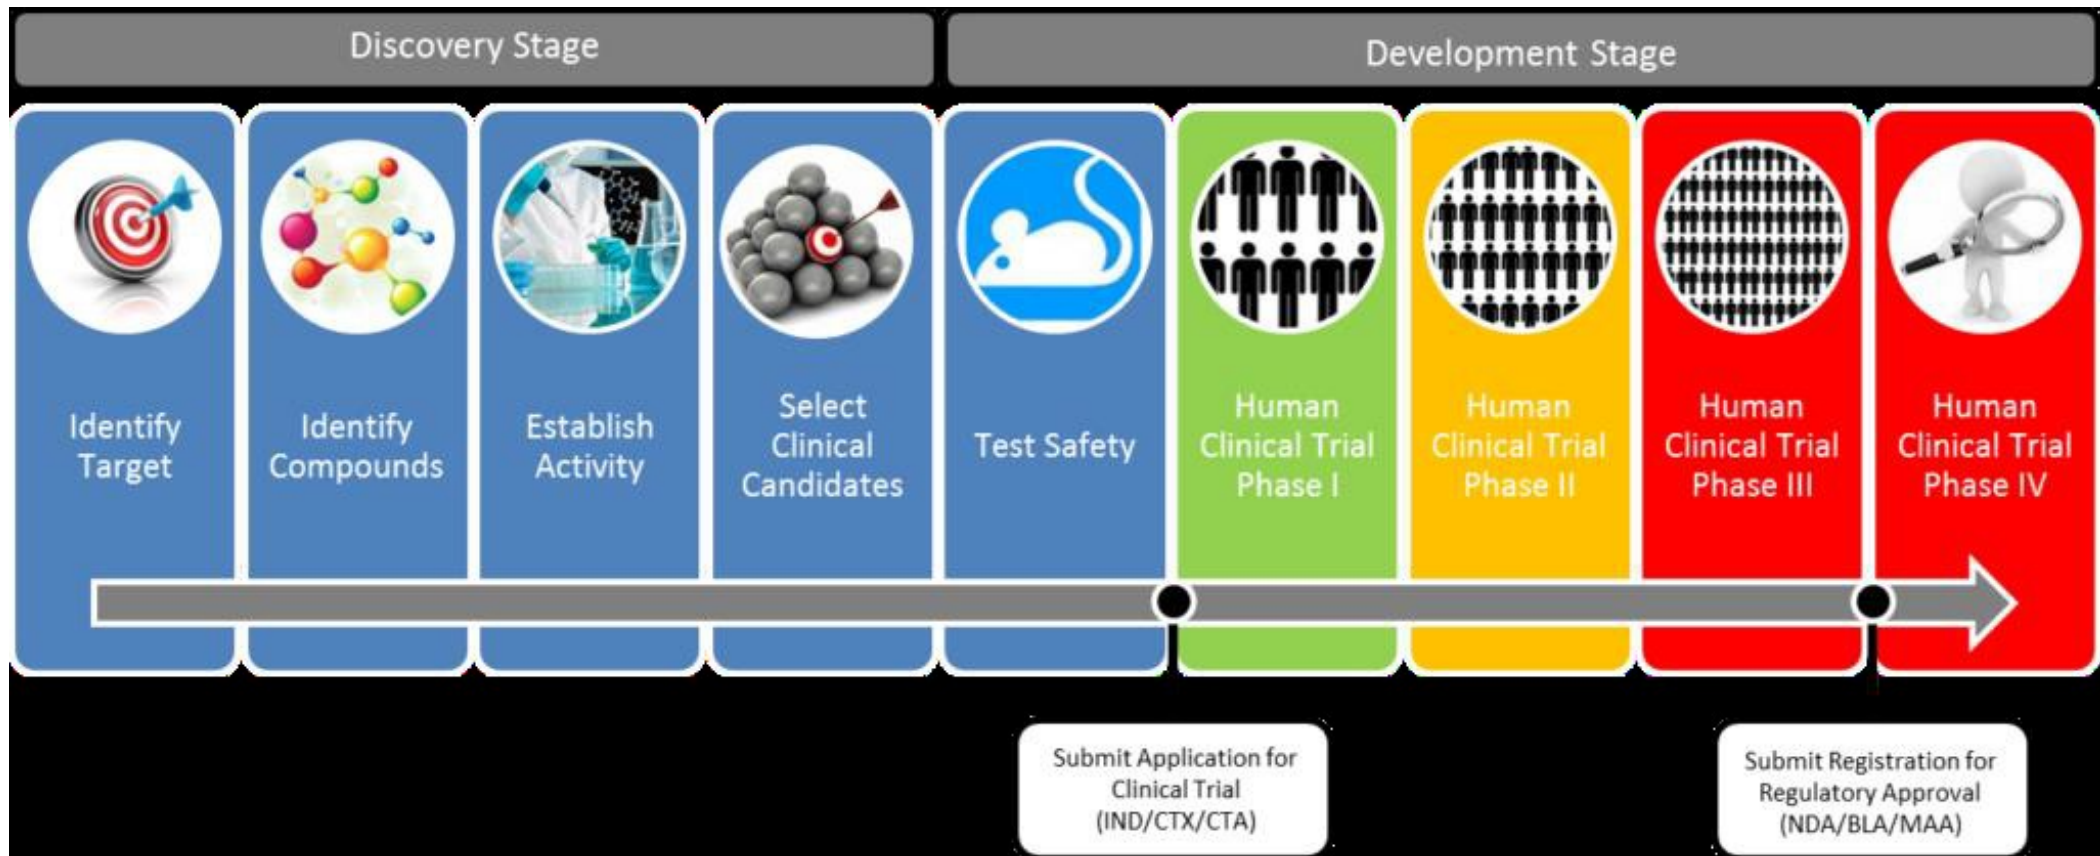 Discovery Stage
Development Stage
Identify
Target
Identify
Compounds
Establish
Activity
Select
Clinical
Candidates
Test Safety
Human
Clinical Trial
Phase I
Human
Clinical Trial
Phase II
Human
Clinical Trial
Phase III
Human
Clinical Trial
Phase IV
Submit Application for
Clinical Trial
(IND/CTX/CTA)
Submit Registration for
Regulatory Approval
(NDA/BLA/MAA)